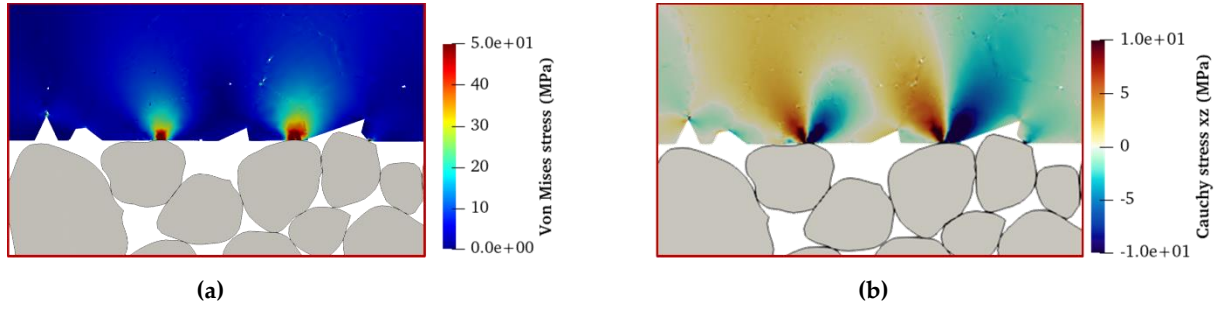 5.0e+01
40
30
20
10
0.0e+00
Von Mises stress (MPa)
1.0e+01
5
0
-5
-1.0e+01
Cauchy stress xz (MPa)
(a)
(b)